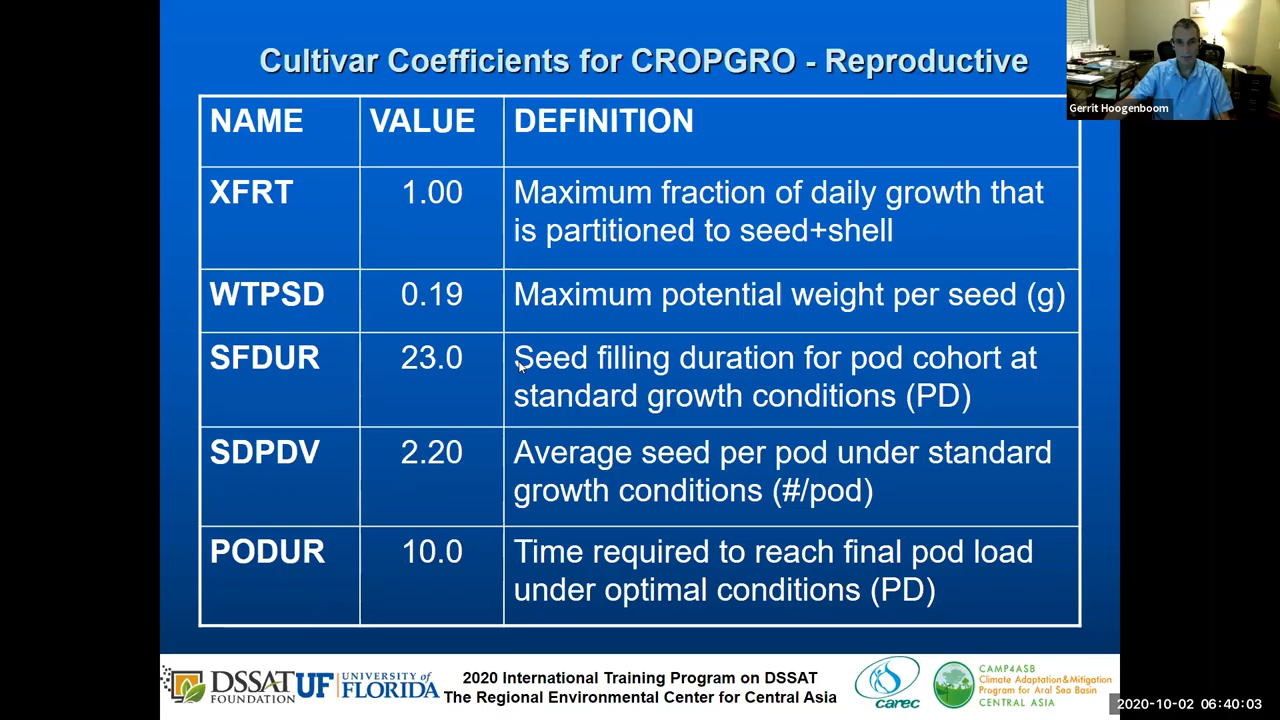 Cultivar Coefficients for CROPGRO - Reproductive
Gerrit Hoogenboom
NAME VALUE DEFINITION
XFRT 1.00 Maximum fraction of daily growth that
is partitioned to seed+shell
WTPSD 0.19 Maximum potential weight per seed (g)
SFDUR 23.0 Seed filling duration for pod cohort at
standard growth conditions (PD)
SDPDV 2.20 Average seed per pod under standard
growth conditions (#/pod)
PODUR 10.0 Time required to reach final pod load
under optimal conditions (PD)
DSSAT
FOUNDATION
UF UNIVERSITY of
FLORIDA
2020 International Training Program on DSSAT
The Regional Environmental Center for Central Asia
carec
CAMP4ASB
Climate Adaptation&Mitigation
Program for Aral Sea Basin
CENTRAL ASIA
2020-10-02 06:40:03